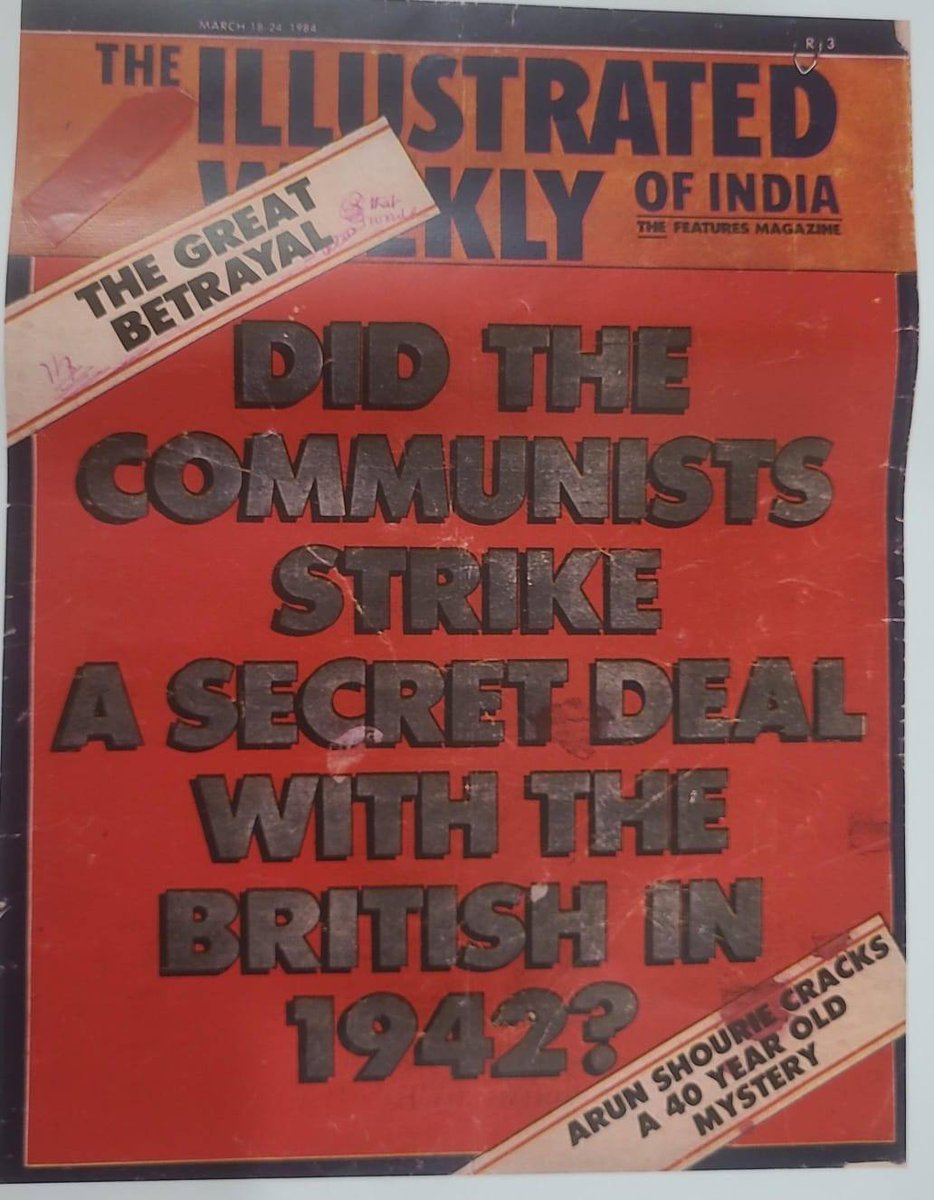 MARCH 18-24 1984
R 3
THE ILLUSTRATED
WEEKLY OF INDIA
THE FEATURES MAGAZINE
THE GREAT
BETRAYAL
DID THE
COMMUNISTS
STRIKE
A SECRET DEAL
WITH THE
BRITISH IN
1942?
ARUN SHOURIE CRACKS
A 40 YEAR OLD
MYSTERY